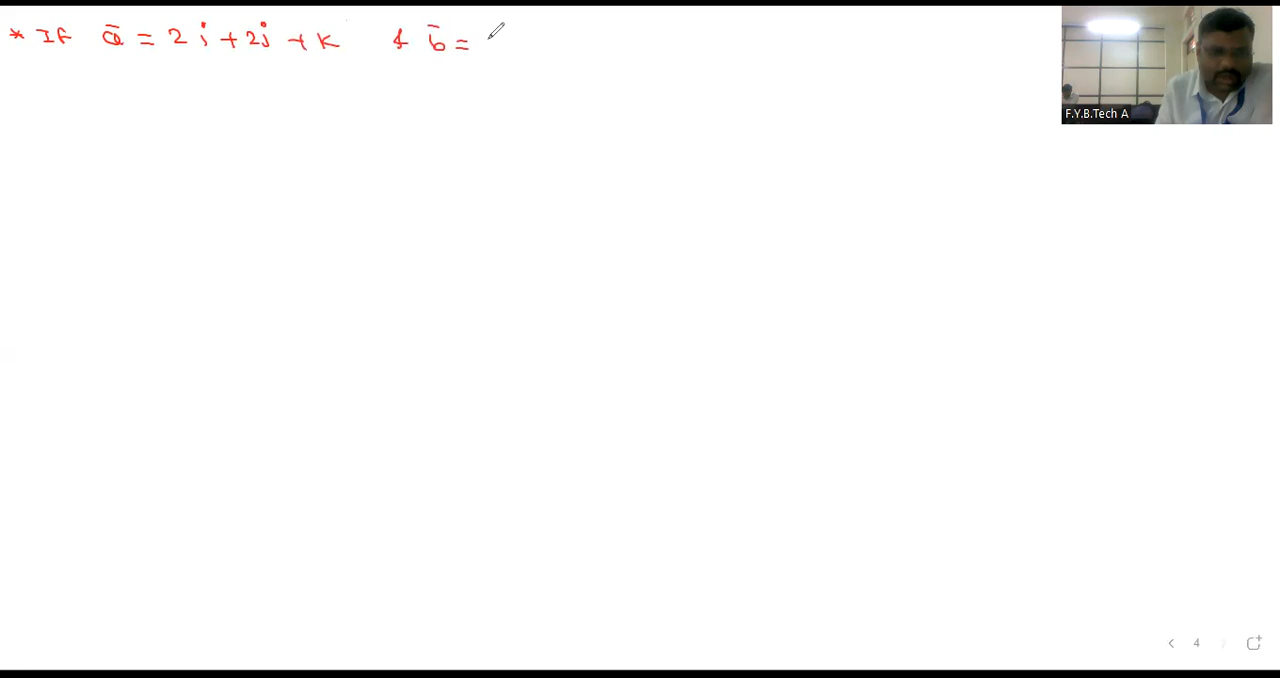 * If ā = 2i + 2j + k & b̄ =
F.Y.B.Tech A
4